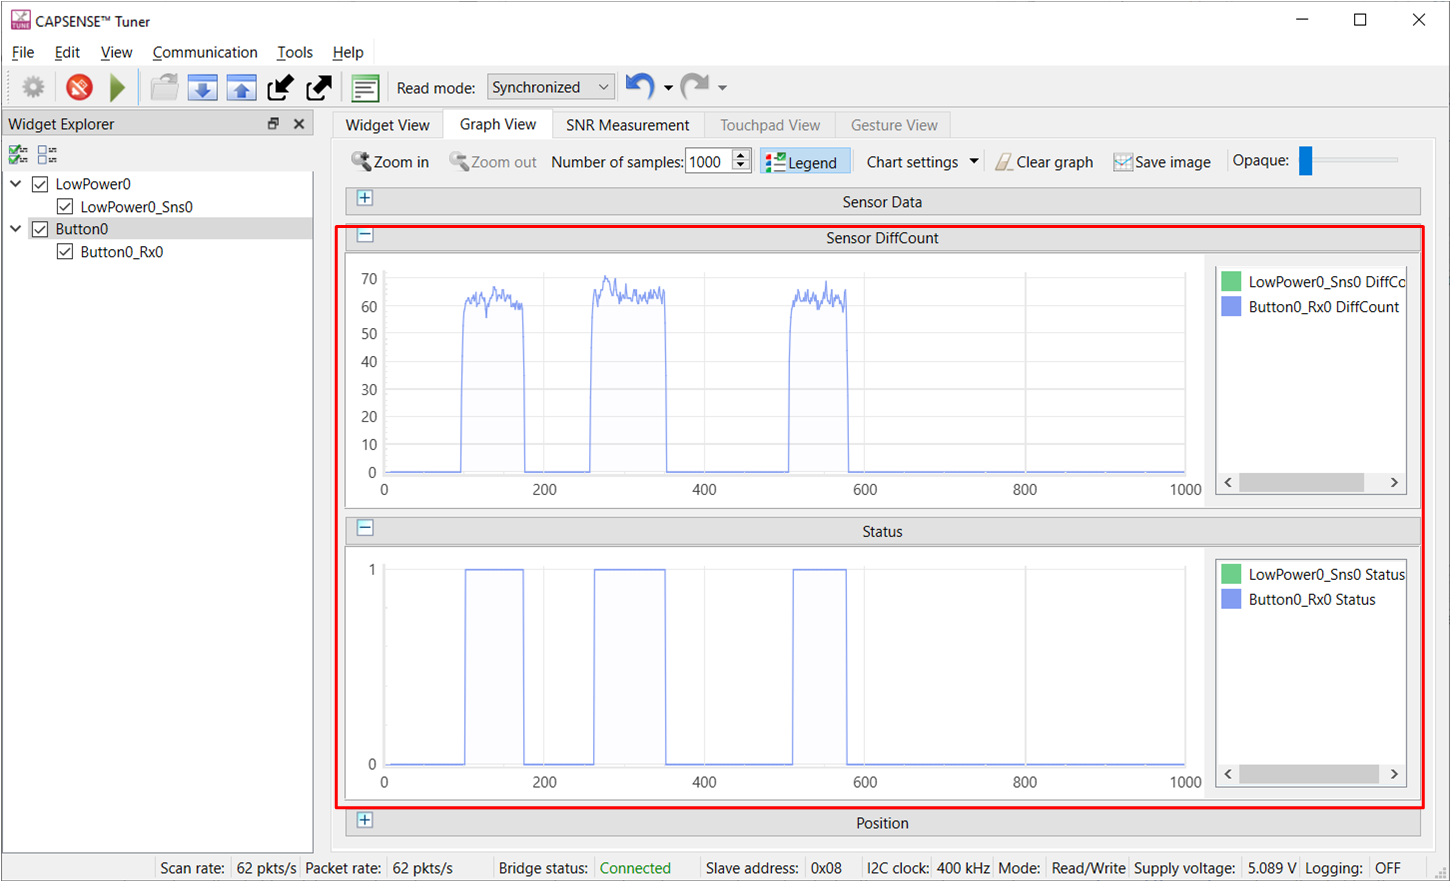 CAPSENSE™ Tuner
File Edit View Communication Tools Help
Read mode: Synchronized
Widget Explorer
LowPower0
LowPower0_Sns0
Button0
Button0_Rx0
Widget View Graph View SNR Measurement Touchpad View Gesture View
Zoom in Zoom out Number of samples: 1000 Legend Chart settings Clear graph Save image Opaque:
Sensor Data
Sensor DiffCount
70
60
50
40
30
20
10
0
0 200 400 600 800 1000
LowPower0_Sns0 DiffCo
Button0_Rx0 DiffCount
Status
1
0
0 200 400 600 800 1000
LowPower0_Sns0 Status
Button0_Rx0 Status
Position
Scan rate: 62 pkts/s Packet rate: 62 pkts/s Bridge status: Connected Slave address: 0x08 I2C clock: 400 kHz Mode: Read/Write Supply voltage: 5.089 V Logging: OFF